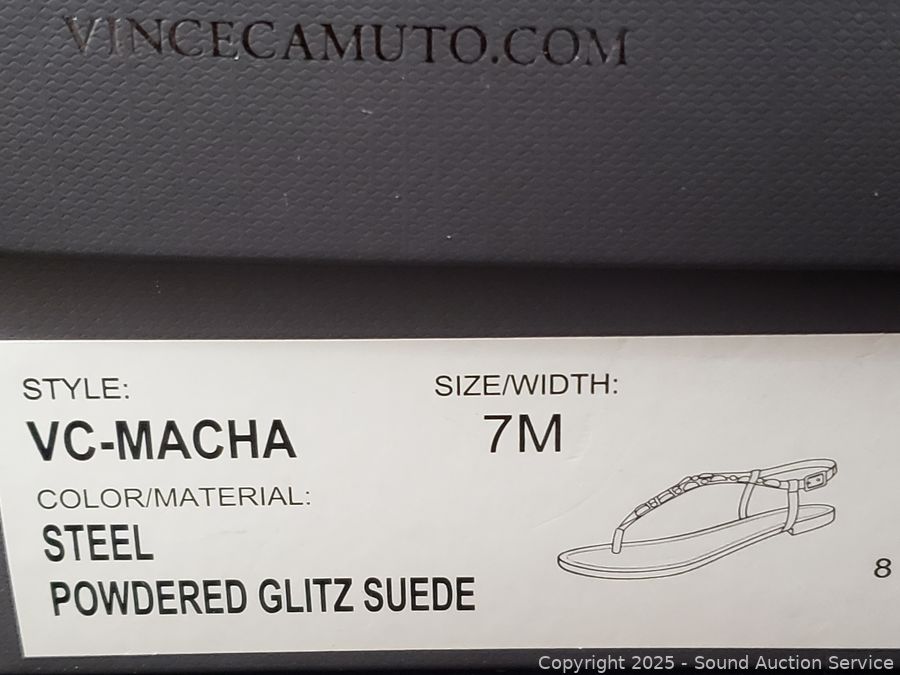 VINCECAMUTO.COM
STYLE:
VC-MACHA
SIZE/WIDTH:
7M
COLOR/MATERIAL:
STEEL
POWDERED GLITZ SUEDE
8
Copyright 2025 - Sound Auction Service